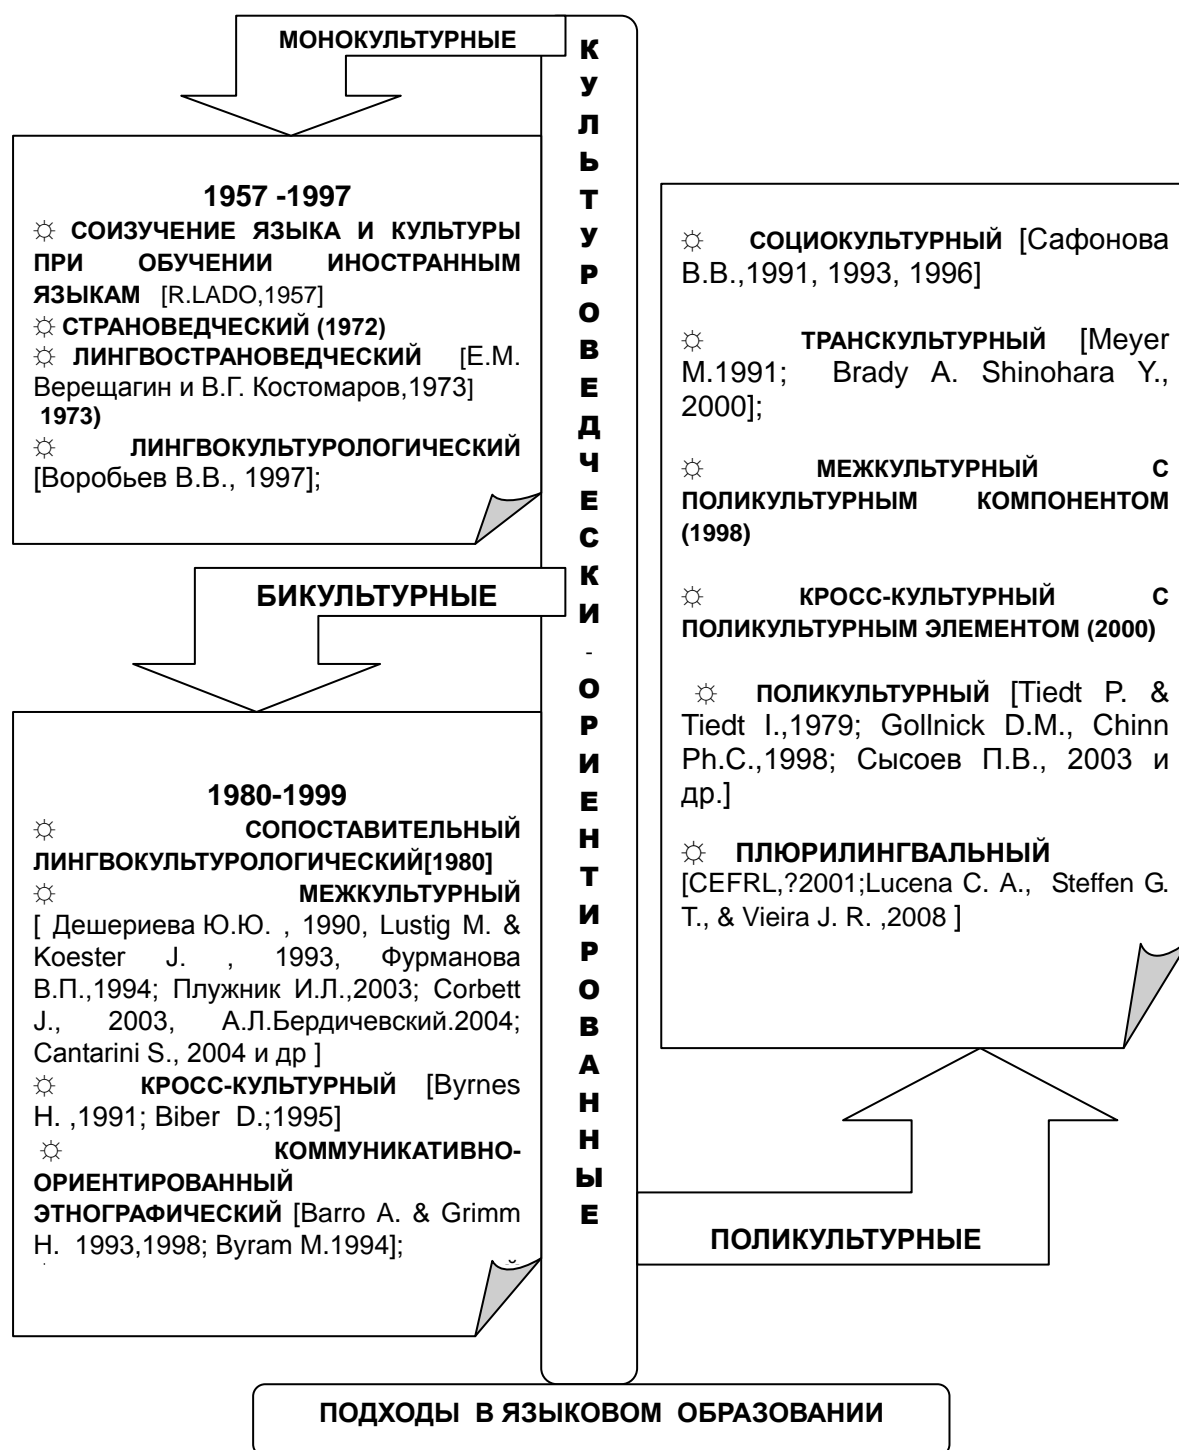 МОНОКУЛЬТУРНЫЕ
1957 -1997
☼ СОИЗУЧЕНИЕ ЯЗЫКА И КУЛЬТУРЫ
ПРИ ОБУЧЕНИИ ИНОСТРАННЫМ
ЯЗЫКАМ [R.LADO,1957]
☼ СТРАНОВЕДЧЕСКИЙ (1972)
☼ ЛИНГВОСТРАНОВЕДЧЕСКИЙ [Е.М.
Верещагин и В.Г. Костомаров,1973]
1973)
☼ ЛИНГВОКУЛЬТУРОЛОГИЧЕСКИЙ
[Воробьев В.В., 1997];
БИКУЛЬТУРНЫЕ
1980-1999
☼ СОПОСТАВИТЕЛЬНЫЙ
ЛИНГВОКУЛЬТУРОЛОГИЧЕСКИЙ[1980]
☼ МЕЖКУЛЬТУРНЫЙ
[ Дешериева Ю.Ю. , 1990, Lustig M. &
Koester J. , 1993, Фурманова
В.П.,1994; Плужник И.Л.,2003; Corbett
J., 2003, А.Л.Бердичевский.2004;
Cantarini S., 2004 и др ]
☼ КРОСС-КУЛЬТУРНЫЙ [Byrnes
H. ,1991; Biber D.;1995]
☼ КОММУНИКАТИВНО-
ОРИЕНТИРОВАННЫЙ
ЭТНОГРАФИЧЕСКИЙ [Barro A. & Grimm
H. 1993,1998; Byram M.1994];
К
У
Л
Ь
Т
У
Р
О
В
Е
Д
Ч
Е
С
К
И
-
О
Р
И
Е
Н
Т
И
Р
О
В
А
Н
Н
Ы
Е
☼ СОЦИОКУЛЬТУРНЫЙ [Сафонова
В.В.,1991, 1993, 1996]
☼ ТРАНСКУЛЬТУРНЫЙ [Meyer
M.1991; Brady A. Shinohara Y.,
2000];
☼ МЕЖКУЛЬТУРНЫЙ С
ПОЛИКУЛЬТУРНЫМ КОМПОНЕНТОМ
(1998)
☼ КРОСС-КУЛЬТУРНЫЙ С
ПОЛИКУЛЬТУРНЫМ ЭЛЕМЕНТОМ (2000)
☼ ПОЛИКУЛЬТУРНЫЙ [Tiedt P. &
Tiedt I.,1979; Gollnick D.M., Chinn
Ph.C.,1998; Сысоев П.В., 2003 и
др.]
☼ ПЛЮРИЛИНГВАЛЬНЫЙ
[CEFRL,?2001;Lucena C. A., Steffen G.
T., & Vieira J. R. ,2008 ]
ПОЛИКУЛЬТУРНЫЕ
ПОДХОДЫ В ЯЗЫКОВОМ ОБРАЗОВАНИИ